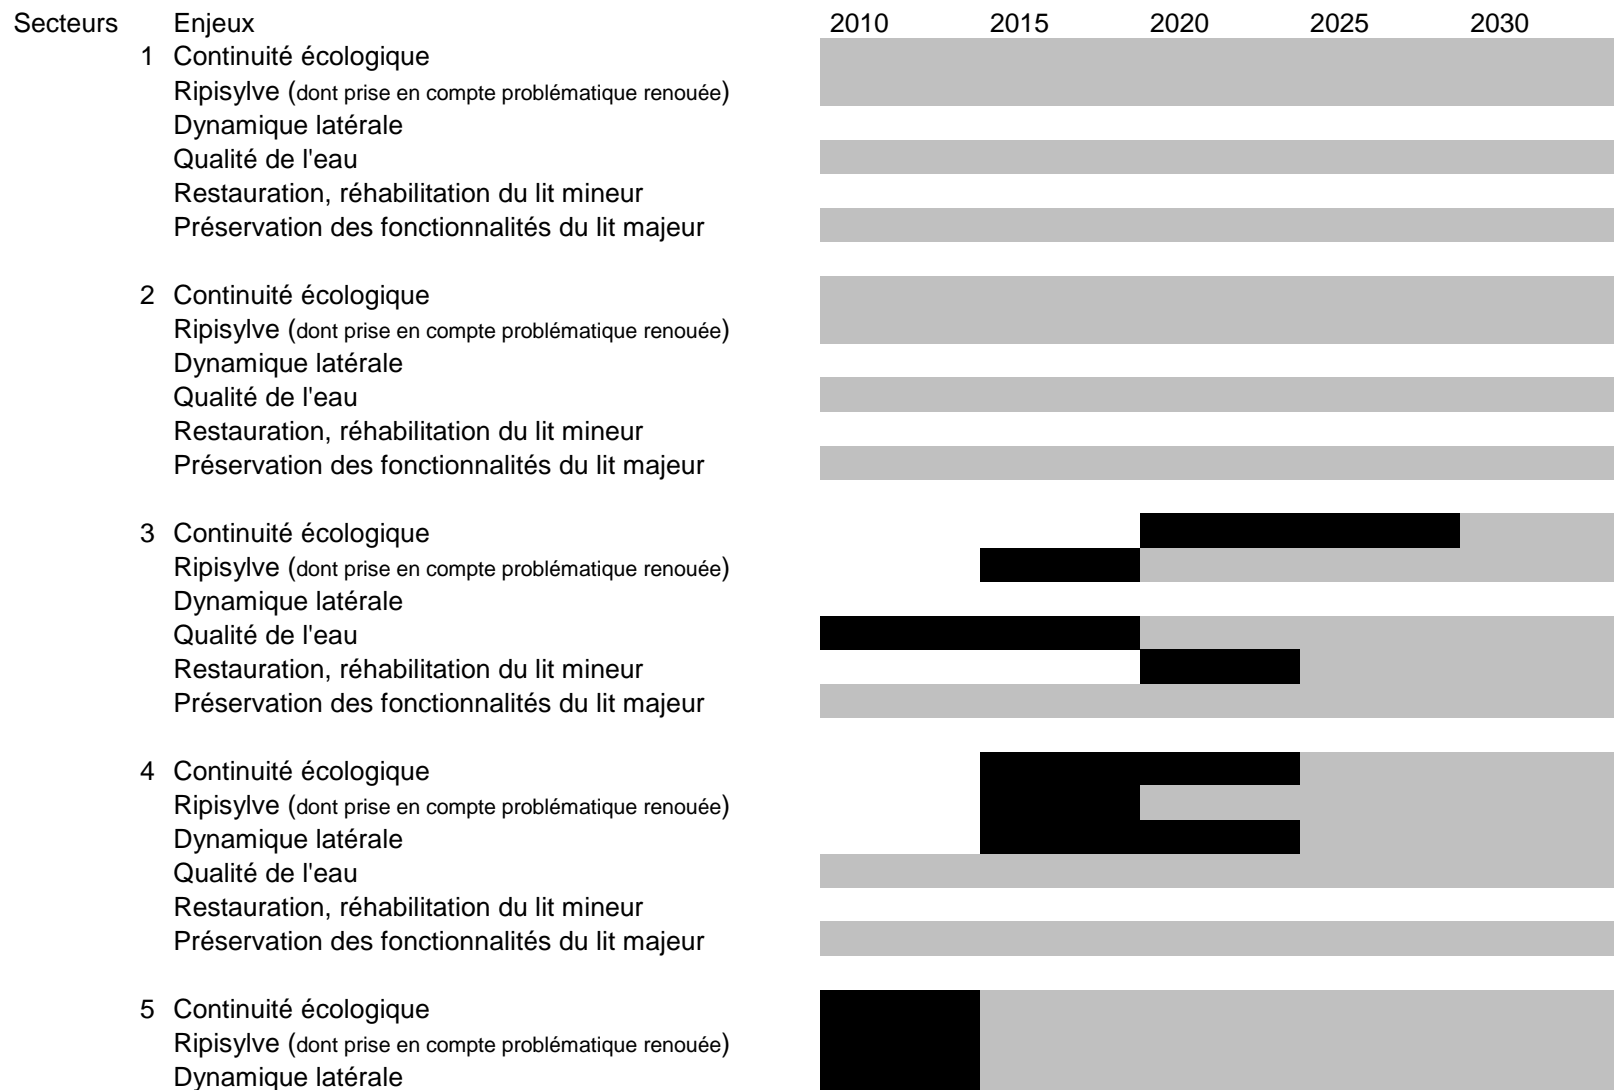 Secteurs Enjeux 2010 2015 2020 2025 2030
1 Continuité écologique
Ripisylve (dont prise en compte problématique renouée)
Dynamique latérale
Qualité de l'eau
Restauration, réhabilitation du lit mineur
Préservation des fonctionnalités du lit majeur
2 Continuité écologique
Ripisylve (dont prise en compte problématique renouée)
Dynamique latérale
Qualité de l'eau
Restauration, réhabilitation du lit mineur
Préservation des fonctionnalités du lit majeur
3 Continuité écologique
Ripisylve (dont prise en compte problématique renouée)
Dynamique latérale
Qualité de l'eau
Restauration, réhabilitation du lit mineur
Préservation des fonctionnalités du lit majeur
4 Continuité écologique
Ripisylve (dont prise en compte problématique renouée)
Dynamique latérale
Qualité de l'eau
Restauration, réhabilitation du lit mineur
Préservation des fonctionnalités du lit majeur
5 Continuité écologique
Ripisylve (dont prise en compte problématique renouée)
Dynamique latérale